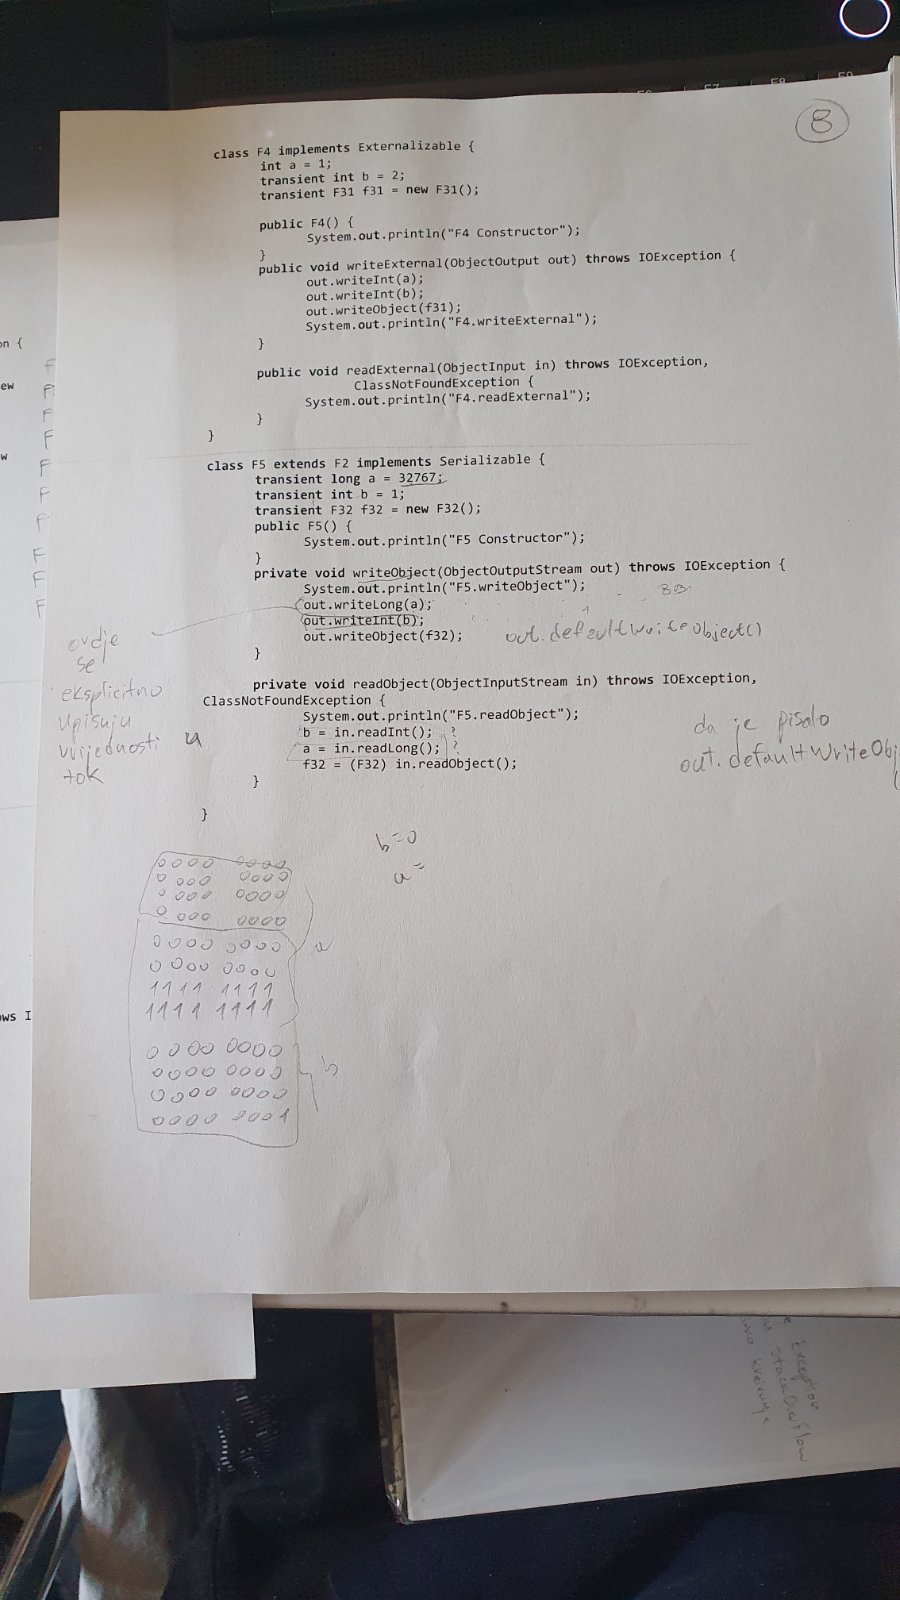 F7 F8 F9
8
class F4 implements Externalizable {
int a = 1;
transient int b = 2;
transient F31 f31 = new F31();
public F4() {
System.out.println("F4 Constructor");
}
public void writeExternal(ObjectOutput out) throws IOException {
out.writeInt(a);
out.writeInt(b);
out.writeObject(f31);
System.out.println("F4.writeExternal");
}
public void readExternal(ObjectInput in) throws IOException,
ClassNotFoundException {
System.out.println("F4.readExternal");
}
}
class F5 extends F2 implements Serializable {
transient long a = 32767;
transient int b = 1;
transient F32 f32 = new F32();
public F5() {
System.out.println("F5 Constructor");
}
private void writeObject(ObjectOutputStream out) throws IOException {
System.out.println("F5.writeObject");
out.writeLong(a);
out.writeInt(b);
out.writeObject(f32); out.defaultWriteObject()
}
private void readObject(ObjectInputStream in) throws IOException,
ClassNotFoundException {
System.out.println("F5.readObject");
b = in.readInt();
a = in.readLong();
f32 = (F32) in.readObject();
}
}
ovdje
se
eksplicitno
upisuju
vrijednosti u
tok
da je pisalo
out.defaultWriteObj
b=0
a=
0000 0000
0000 0000
0000 0000
0000 0000
0000 0000
0000 0000
1111 1111
1111 1111
a
0000 0000
0000 0000
0000 0000
0000 0001
b
on {
ew
w
ows I
F
F
F
F
F
F
F
F
F
F
Exception
StackOverflow
kreiranje